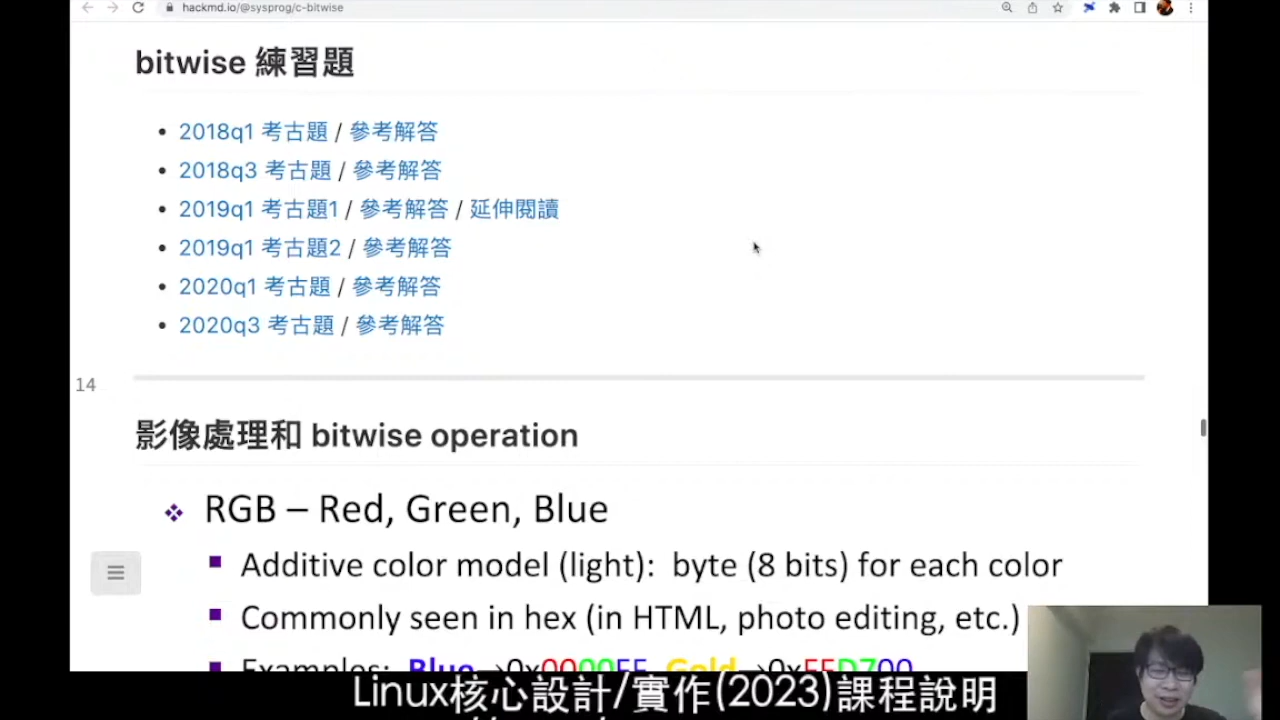 hackmd.io/@sysprog/c-bitwise
bitwise 練習題
• 2018q1 考古題 / 參考解答
• 2018q3 考古題 / 參考解答
• 2019q1 考古題1 / 參考解答 / 延伸閱讀
• 2019q1 考古題2 / 參考解答
• 2020q1 考古題 / 參考解答
• 2020q3 考古題 / 參考解答
14
影像處理和 bitwise operation
❖ RGB – Red, Green, Blue
▪ Additive color model (light): byte (8 bits) for each color
▪ Commonly seen in hex (in HTML, photo editing, etc.)
▪ Examples: Blue →0x0000FF, Gold →0xFFD700
Linux核心設計/實作(2023)課程說明